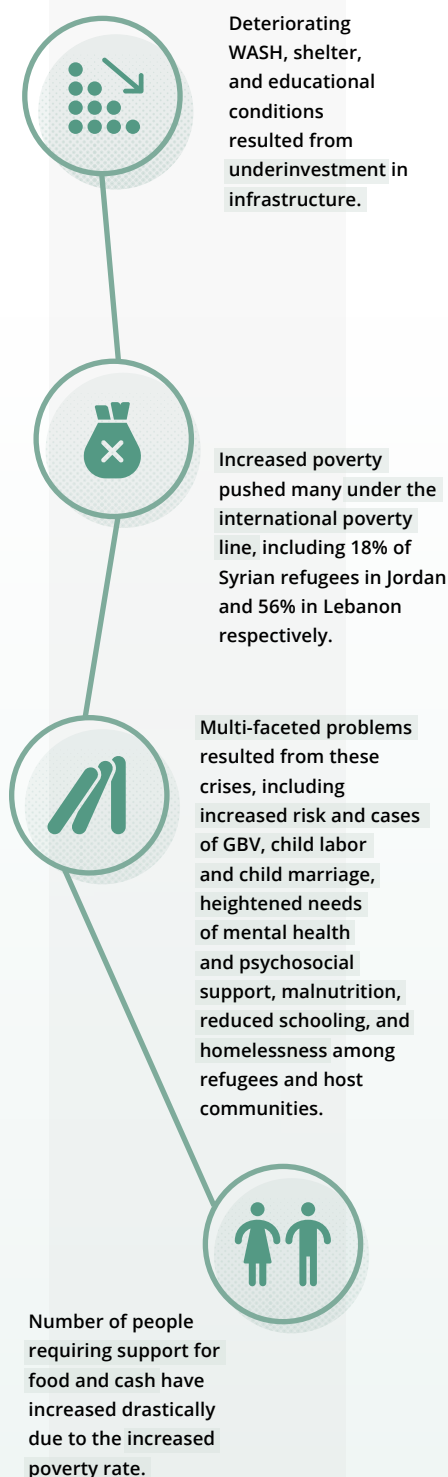 Deteriorating
WASH, shelter,
and educational
conditions
resulted from
underinvestment in
infrastructure.
Increased poverty
pushed many under the
international poverty
line, including 18% of
Syrian refugees in Jordan
and 56% in Lebanon
respectively.
Multi-faceted problems
resulted from these
crises, including
increased risk and cases
of GBV, child labor
and child marriage,
heightened needs
of mental health
and psychosocial
support, malnutrition,
reduced schooling, and
homelessness among
refugees and host
communities.
Number of people
requiring support for
food and cash have
increased drastically
due to the increased
poverty rate.